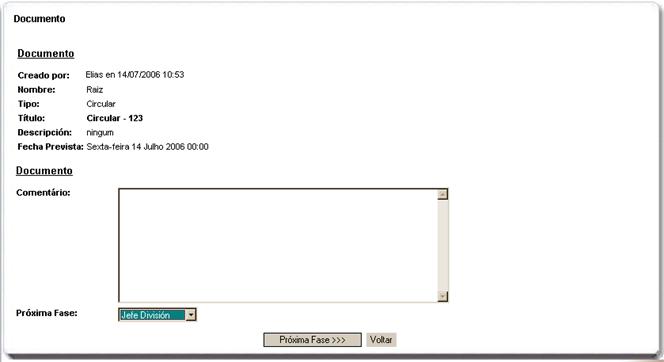 Documento
Documento
Creado por: Elias en 14/07/2006 10:53
Nombre: Raiz
Tipo: Circular
Título: Circular - 123
Descripción: ningum
Fecha Prevista: Sexta-feira 14 Julho 2006 00:00
Documento
Comentário:
Próxima Fase: Jefe División
Próxima Fase >>> Voltar